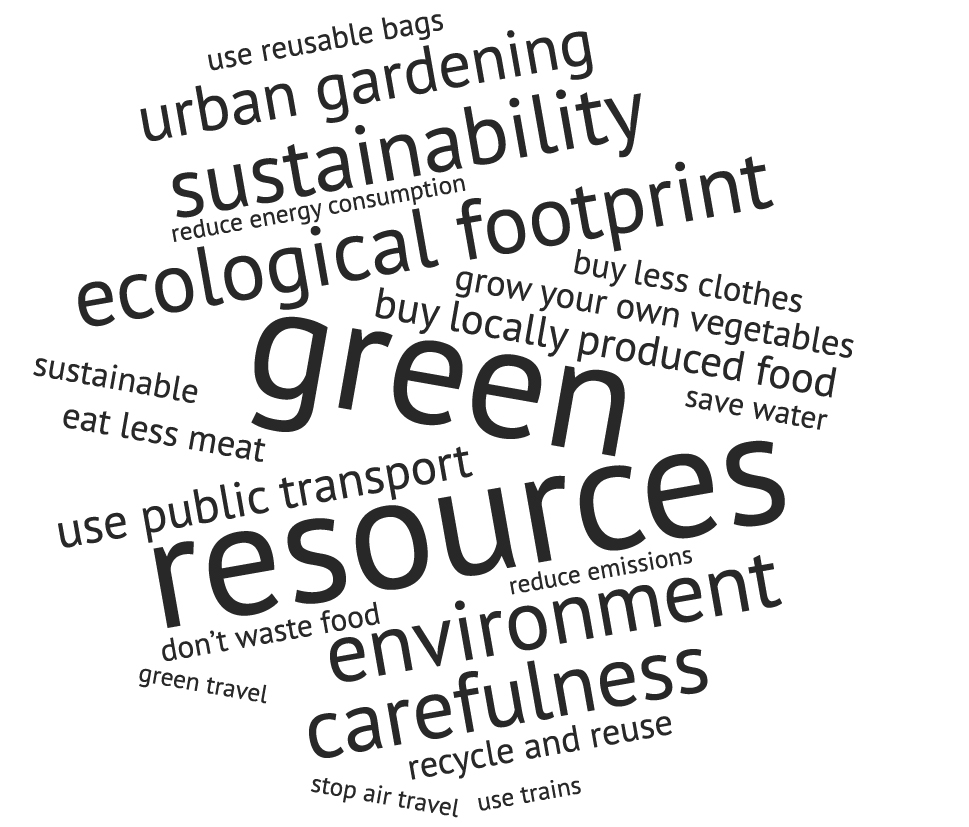 use reusable bags
urban gardening
sustainability
reduce energy consumption
ecological footprint
buy less clothes
grow your own vegetables
buy locally produced food
green
sustainable
save water
eat less meat
use public transport
resources
reduce emissions
don’t waste food
environment
green travel
carefulness
recycle and reuse
stop air travel
use trains